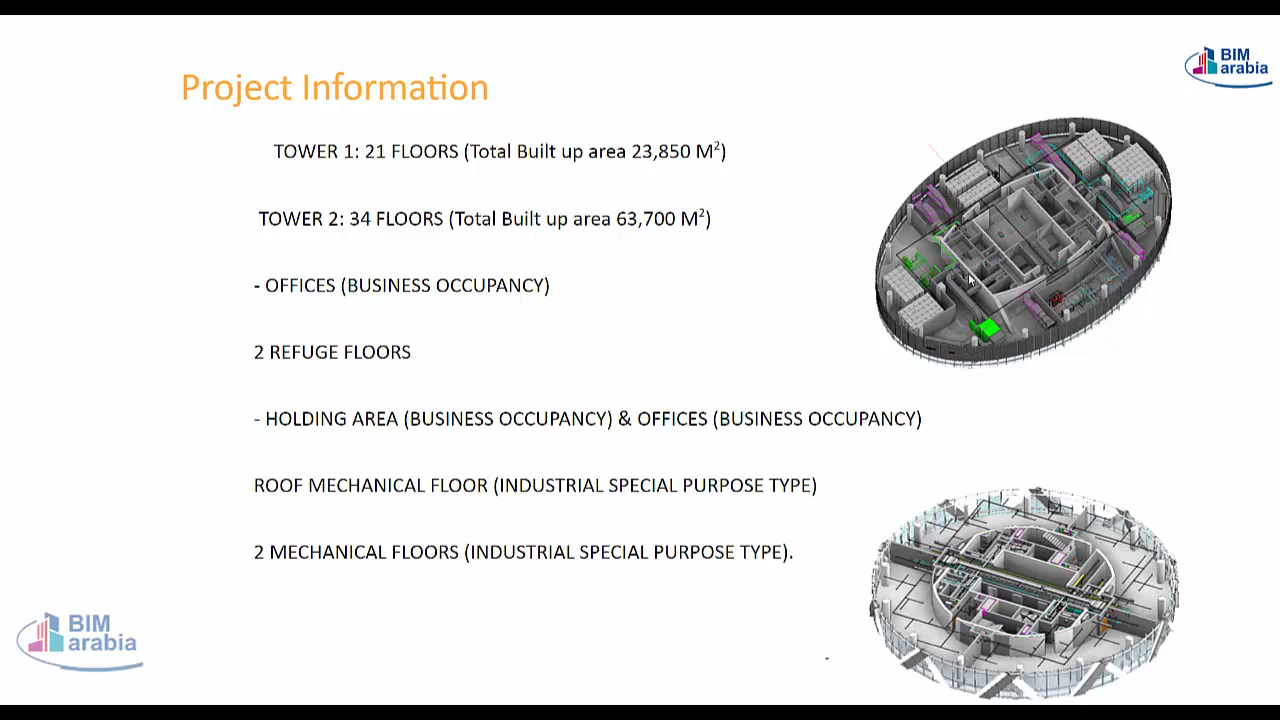 BIM
arabia
Project Information
TOWER 1: 21 FLOORS (Total Built up area 23,850 M²)
TOWER 2: 34 FLOORS (Total Built up area 63,700 M²)
- OFFICES (BUSINESS OCCUPANCY)
2 REFUGE FLOORS
- HOLDING AREA (BUSINESS OCCUPANCY) & OFFICES (BUSINESS OCCUPANCY)
ROOF MECHANICAL FLOOR (INDUSTRIAL SPECIAL PURPOSE TYPE)
2 MECHANICAL FLOORS (INDUSTRIAL SPECIAL PURPOSE TYPE).
BIM
arabia